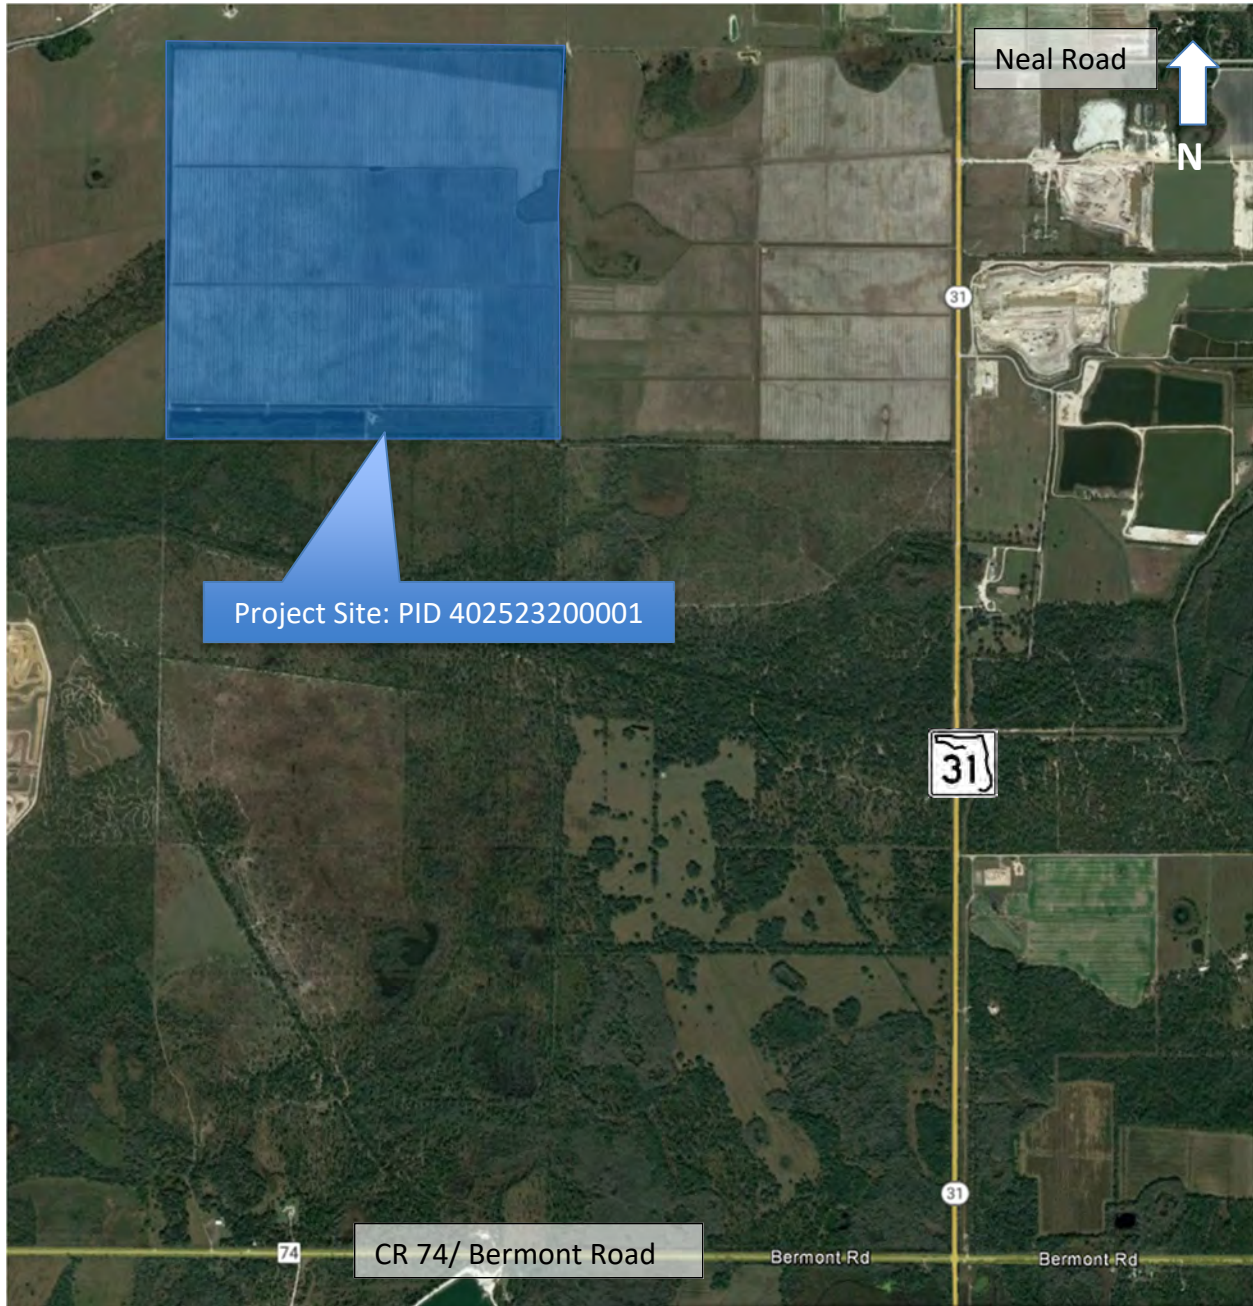 Neal Road
N
31
Project Site: PID 402523200001
31
31
74
CR 74/ Bermont Road
Bermont Rd
Bermont Rd